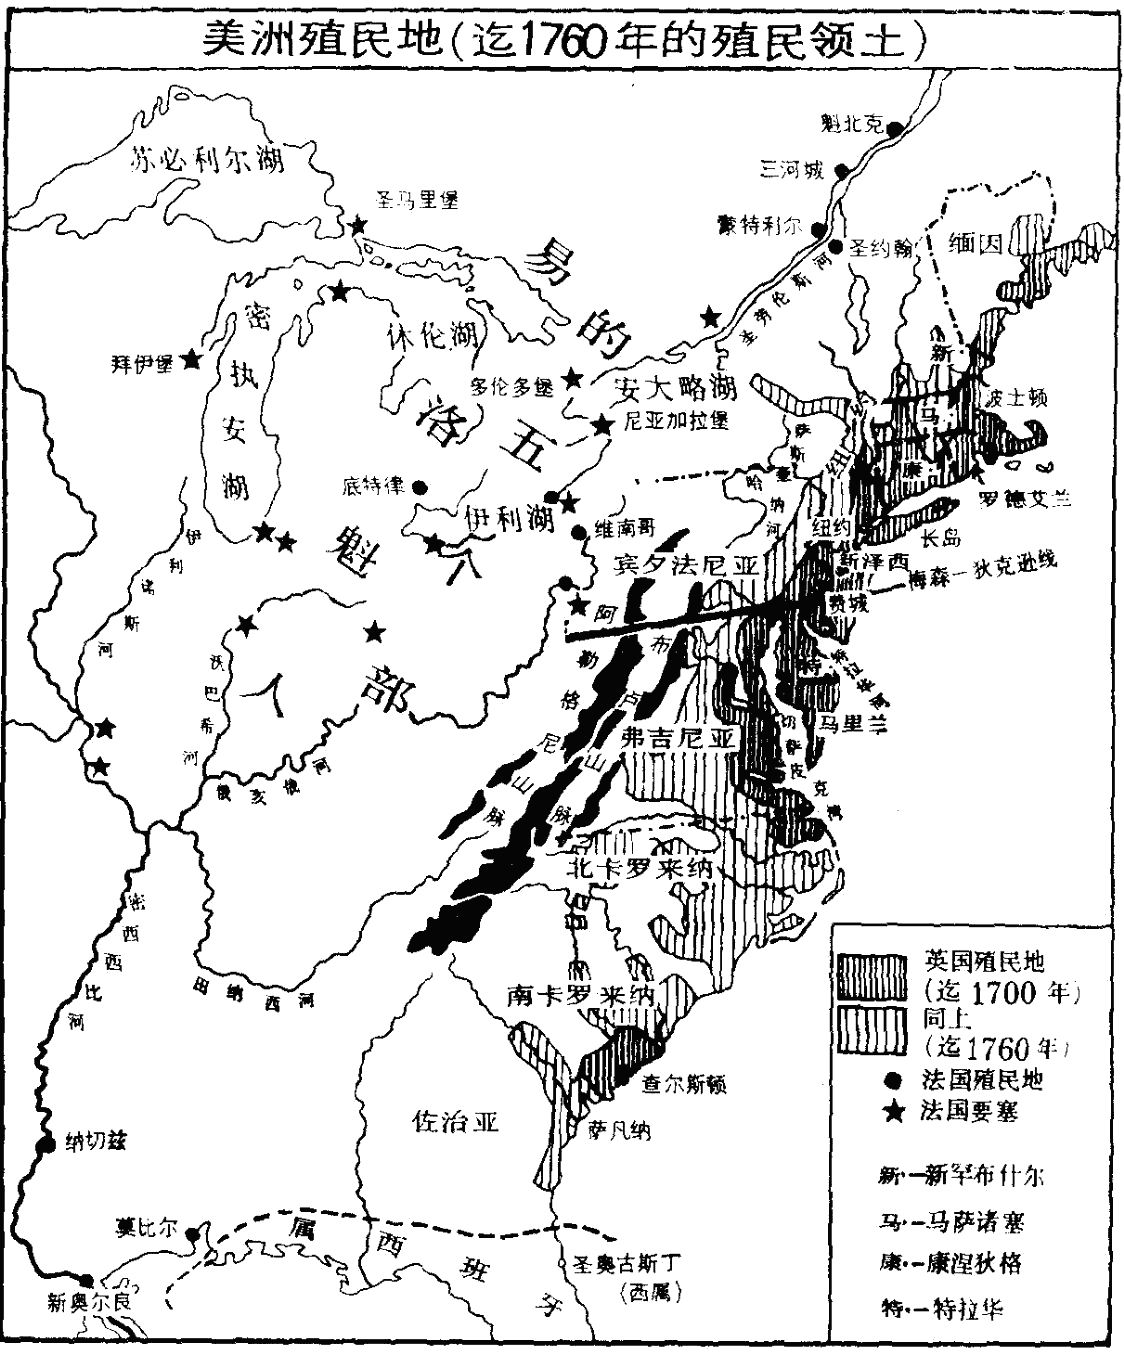 美洲殖民地(迄1760年的殖民领土)
魁北克
苏必利尔湖
三河城
圣马里堡
蒙特利尔
圣约翰
缅因
易的洛五个部
魁
人
圣劳伦斯河
密执安湖
休伦湖
拜伊堡
多伦多堡
安大略湖
尼亚加拉堡
新
波士顿
马
萨斯
哈
纳河
纽
约
康
底特律
伊利湖
维南哥
纽约
罗德艾兰
长岛
伊利诺斯河
宾夕法尼亚
新泽西
梅森-狄克逊线
费城
阿勒格尼山脉
布卢山脉
特
特拉华湾
沃巴希河
弗吉尼亚
马里兰
切萨皮克湾
俄亥俄河
北卡罗来纳
密西西比河
田纳西河
南卡罗来纳
查尔斯顿
佐治亚
萨凡纳
纳切兹
莫比尔
属西班牙
圣奥古斯丁
(西属)
新奥尔良
英国殖民地
(迄1700年)
同上
(迄1760年)
法国殖民地
法国要塞
新·-新罕布什尔
马·-马萨诸塞
康·-康涅狄格
特·-特拉华